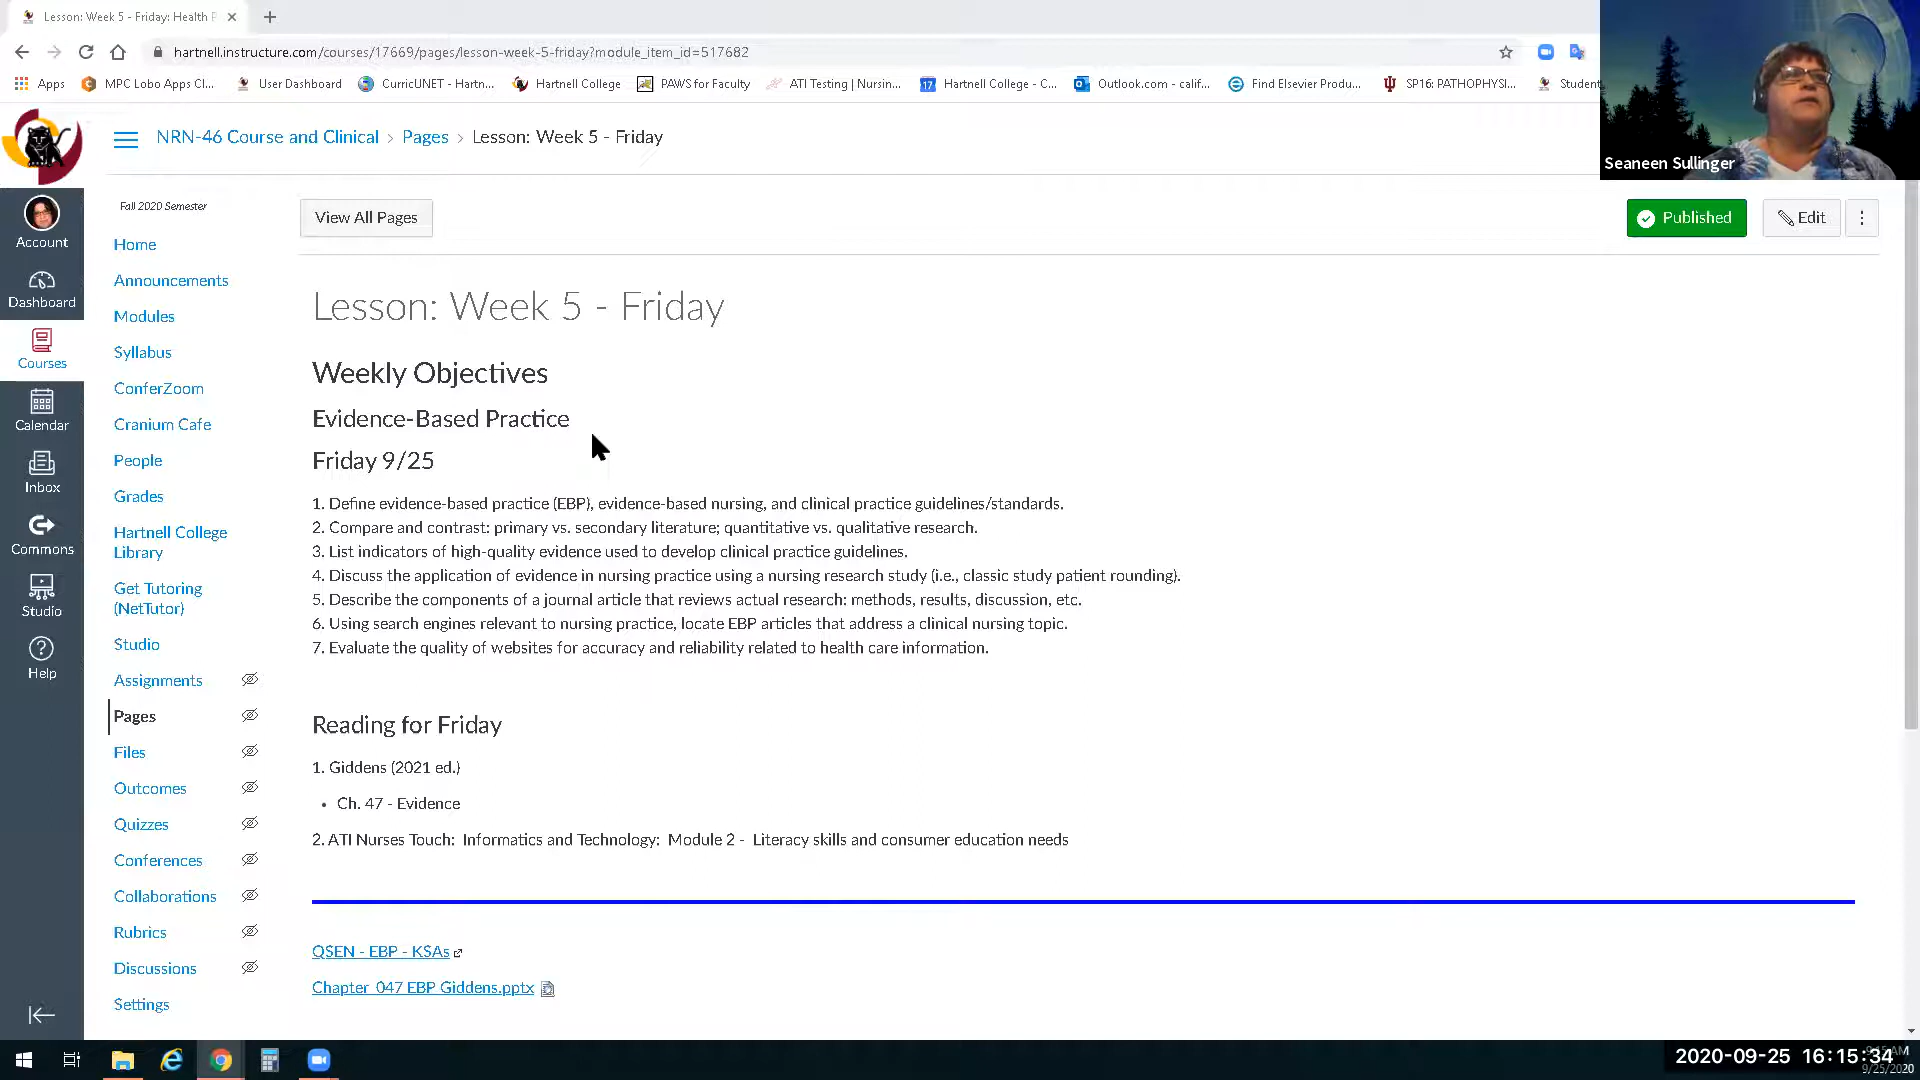 Lesson: Week 5 - Friday: Health P
hartnell.instructure.com/courses/17669/pages/lesson-week-5-friday?module_item_id=517682
Apps
MPC Lobo Apps Cl...
User Dashboard
CurricUNET - Hartn...
Hartnell College
PAWS for Faculty
ATI Testing | Nursin...
17
Hartnell College - C...
Outlook.com - calif...
Find Elsevier Produ...
SP16: PATHOPHYSI...
Student
Seaneen Sullinger
NRN-46 Course and Clinical > Pages > Lesson: Week 5 - Friday
Account
Dashboard
Courses
Calendar
Inbox
Commons
Studio
Help
Fall 2020 Semester
Home
Announcements
Modules
Syllabus
ConferZoom
Cranium Cafe
People
Grades
Hartnell College
Library
Get Tutoring
(NetTutor)
Studio
Assignments
Pages
Files
Outcomes
Quizzes
Conferences
Collaborations
Rubrics
Discussions
Settings
View All Pages
Published
Edit
Lesson: Week 5 - Friday
Weekly Objectives
Evidence-Based Practice
Friday 9/25
1. Define evidence-based practice (EBP), evidence-based nursing, and clinical practice guidelines/standards.
2. Compare and contrast: primary vs. secondary literature; quantitative vs. qualitative research.
3. List indicators of high-quality evidence used to develop clinical practice guidelines.
4. Discuss the application of evidence in nursing practice using a nursing research study (i.e., classic study patient rounding).
5. Describe the components of a journal article that reviews actual research: methods, results, discussion, etc.
6. Using search engines relevant to nursing practice, locate EBP articles that address a clinical nursing topic.
7. Evaluate the quality of websites for accuracy and reliability related to health care information.
Reading for Friday
1. Giddens (2021 ed.)
• Ch. 47 - Evidence
2. ATI Nurses Touch: Informatics and Technology: Module 2 - Literacy skills and consumer education needs
QSEN - EBP - KSAs
Chapter_047 EBP Giddens.pptx
9:15 AM
2020-09-25 16:15:34
9/25/2020